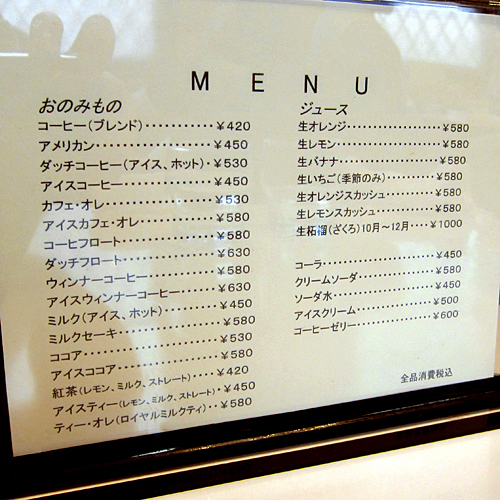 MENU
おのみもの
コーヒー(ブレンド)・・・・・・・・・・・¥420
アメリカン・・・・・・・・・・・・・・・・・・¥450
ダッチコーヒー(アイス、ホット)・¥530
アイスコーヒー・・・・・・・・・・・・・・¥450
カフェ・オレ・・・・・・・・・・・・・・・・・¥530
アイスカフェ・オレ・・・・・・・・・・・・¥580
コーヒフロート・・・・・・・・・・・・・・・¥580
ダッチフロート・・・・・・・・・・・・・・・¥630
ウィンナーコーヒー・・・・・・・・・・・¥580
アイスウィンナーコーヒー・・・・・・¥630
ミルク(アイス、ホット)・・・・・・・・・¥450
ミルクセーキ・・・・・・・・・・・・・・・・¥580
ココア・・・・・・・・・・・・・・・・・・・・・・¥530
アイスココア・・・・・・・・・・・・・・・・¥580
紅茶(レモン、ミルク、ストレート)・・・・¥420
アイスティー(レモン、ミルク、ストレート)・¥450
ティー・オレ(ロイヤルミルクティ)・・¥580
ジュース
生オレンジ・・・・・・・・・・・・・・・・・・¥580
生レモン・・・・・・・・・・・・・・・・・・・・¥580
生バナナ・・・・・・・・・・・・・・・・・・・¥580
生いちご(季節のみ)・・・・・・・・・・¥580
生オレンジスカッシュ・・・・・・・・・¥580
生レモンスカッシュ・・・・・・・・・・・¥580
生柘榴(ざくろ)10月～12月・・・・¥1000
コーラ・・・・・・・・・・・・・・・・・・・・・¥450
クリームソーダ・・・・・・・・・・・・・・¥580
ソーダ水・・・・・・・・・・・・・・・・・・・¥450
アイスクリーム・・・・・・・・・・・・・・¥500
コーヒーゼリー・・・・・・・・・・・・・・¥600
全品消費税込